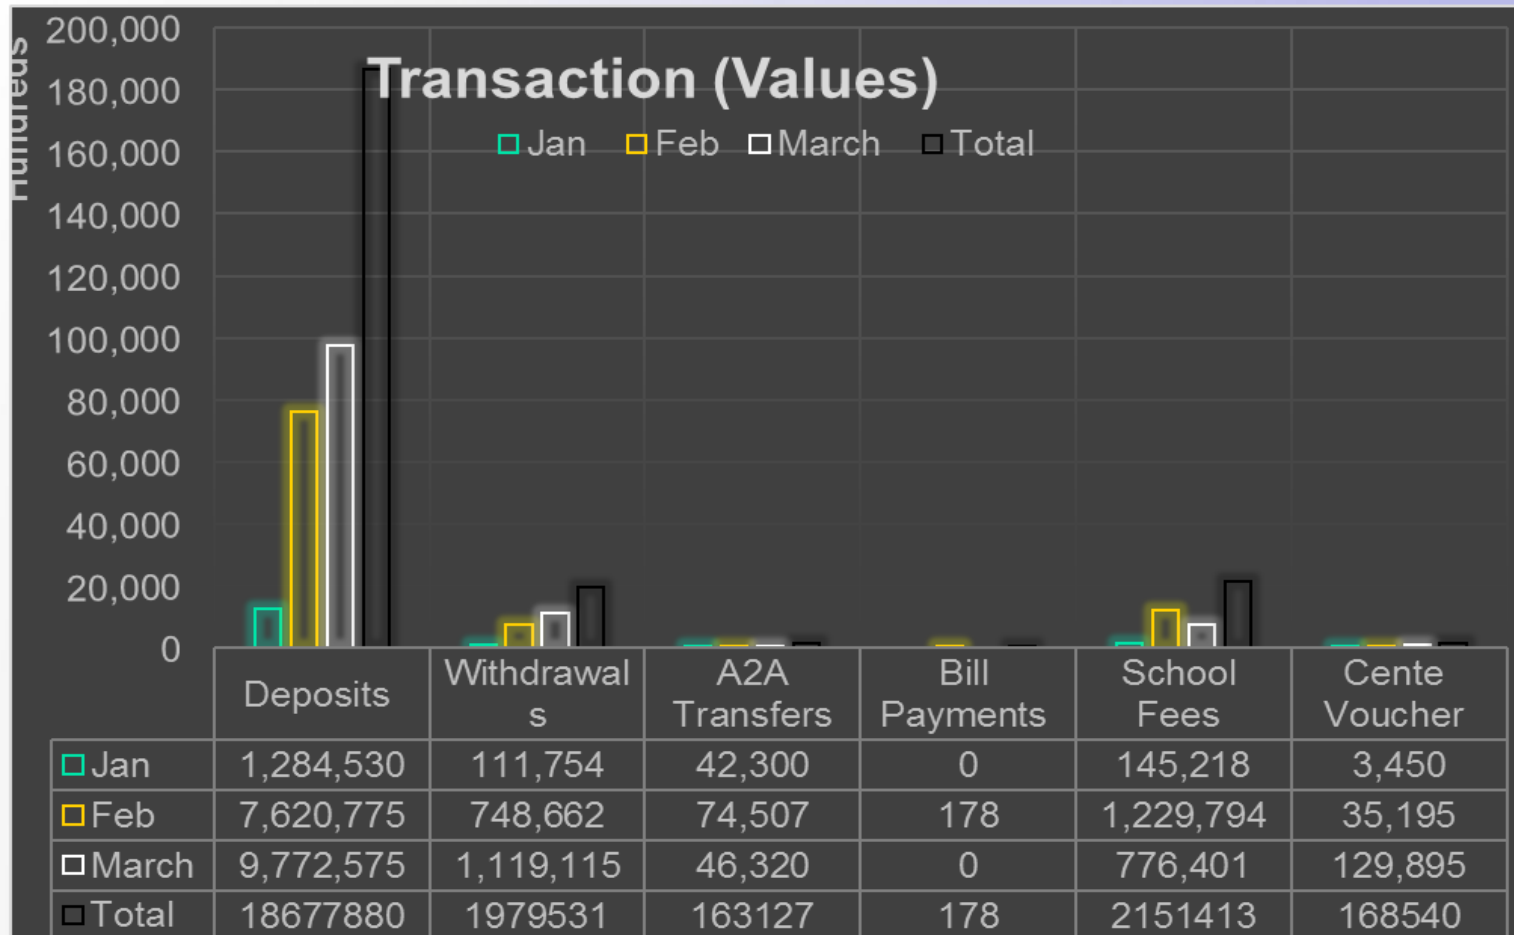 Hundreds
200,000
180,000
160,000
140,000
120,000
100,000
80,000
60,000
40,000
20,000
0
Transaction (Values)
Jan Feb March Total
Deposits Withdrawal A2A Bill School Cente
s Transfers Payments Fees Voucher
Jan 1,284,530 111,754 42,300 0 145,218 3,450
Feb 7,620,775 748,662 74,507 178 1,229,794 35,195
March 9,772,575 1,119,115 46,320 0 776,401 129,895
Total 18677880 1979531 163127 178 2151413 168540